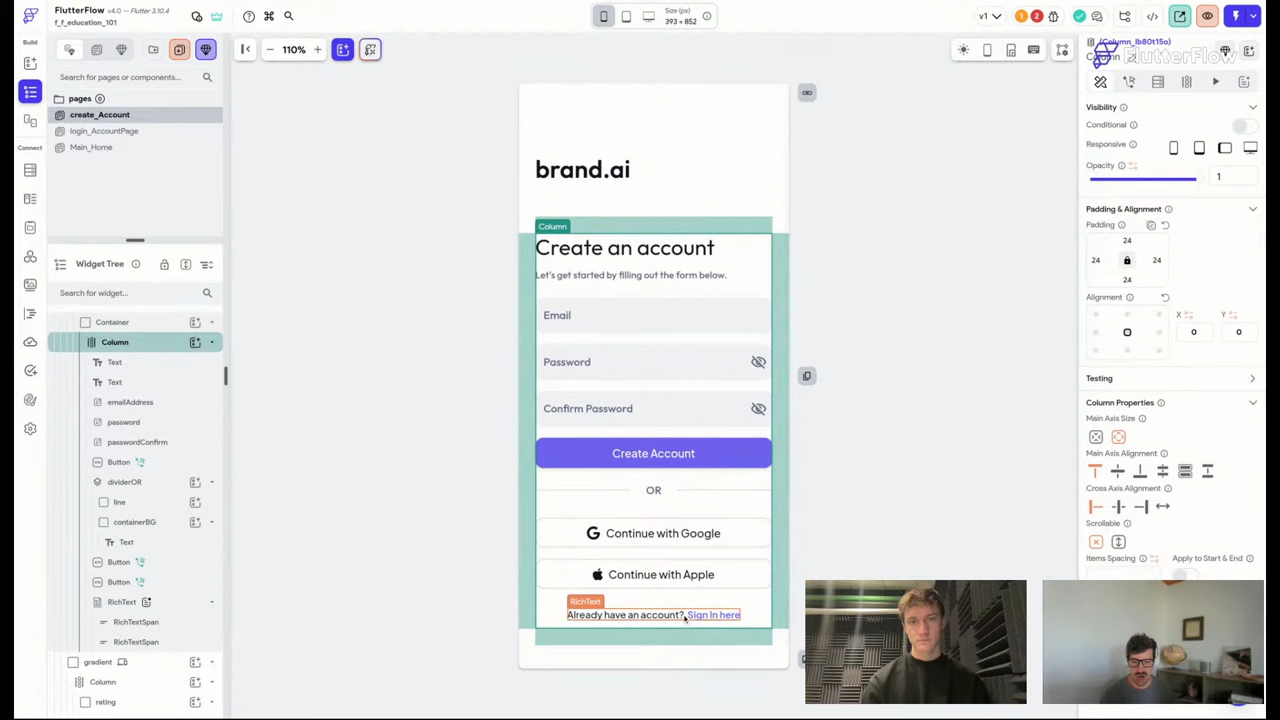 FlutterFlow v4.0 • Flutter 3.10.4
f_f_education_101
Size (px)
393 × 852
v1
1
2
110%
Build
Search for pages or components...
pages
create_Account
login_AccountPage
Main_Home
Connect
Widget Tree
Search for widget...
Container
Column
Text
Text
emailAddress
password
passwordConfirm
Button
dividerOR
line
containerBG
Text
Button
Button
RichText
RichTextSpan
RichTextSpan
gradient
Column
rating
brand.ai
Column
Create an account
Let's get started by filling out the form below.
Email
Password
Confirm Password
Create Account
OR
Continue with Google
Continue with Apple
RichText
Already have an account? Sign In here
FlutterFlow
Visibility
Conditional
Responsive
Opacity
1
Padding & Alignment
Padding
24
24
24
24
Alignment
X
Y
0
0
Testing
Column Properties
Main Axis Size
Main Axis Alignment
Cross Axis Alignment
Scrollable
Items Spacing
Apply to Start & End